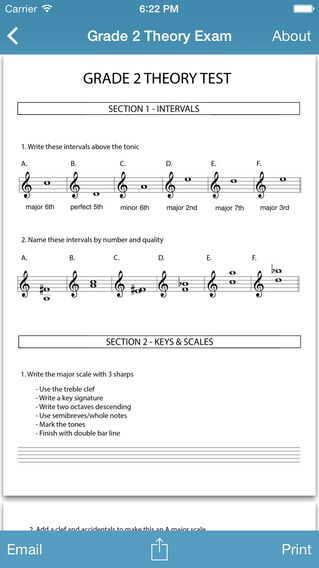 Carrier 6:22 PM
Grade 2 Theory Exam About
GRADE 2 THEORY TEST
SECTION 1 - INTERVALS
1. Write these intervals above the tonic
A. B. C. D. E. F.
major 6th perfect 5th minor 6th major 2nd major 7th major 3rd
2. Name these intervals by number and quality
A. B. C. D. E. F.
SECTION 2 - KEYS & SCALES
1. Write the major scale with 3 sharps
- Use the treble clef
- Write a key signature
- Write two octaves descending
- Use semibreves/whole notes
- Mark the tones
- Finish with double bar line
2. Add a clef and accidentals to make this an A major scale
Email Print